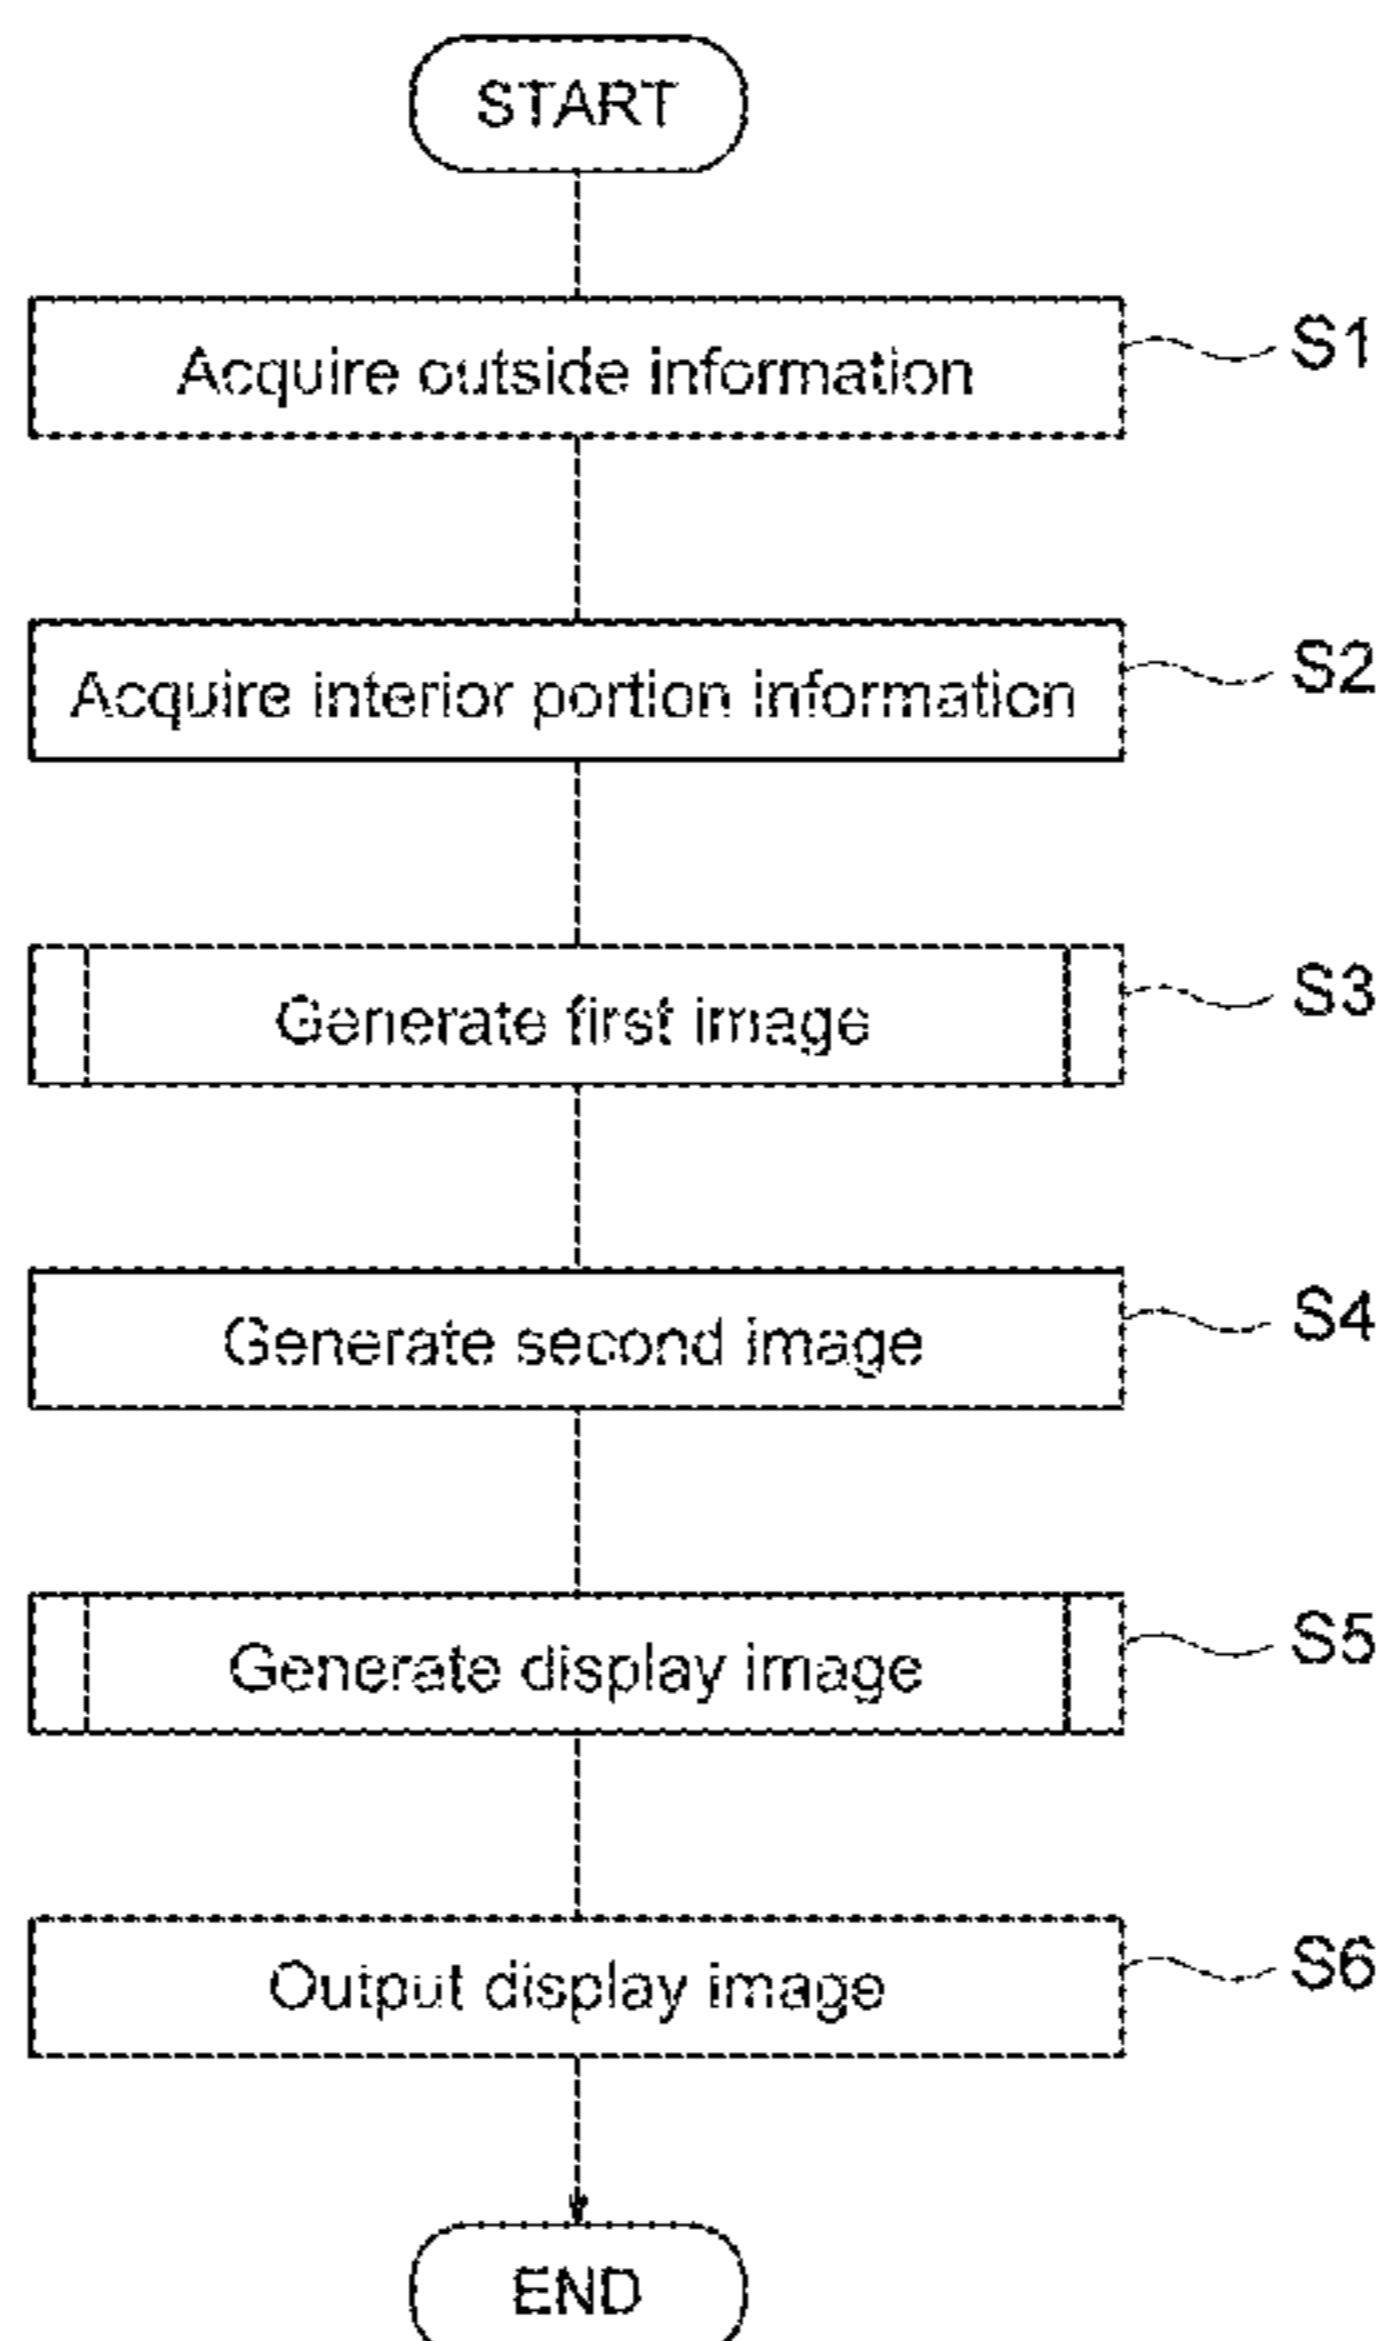 START
Acquire outside information
S1
Acquire interior portion information
S2
Generate first image
S3
Generate second image
S4
Generate display image
S5
Output display image
S6
END